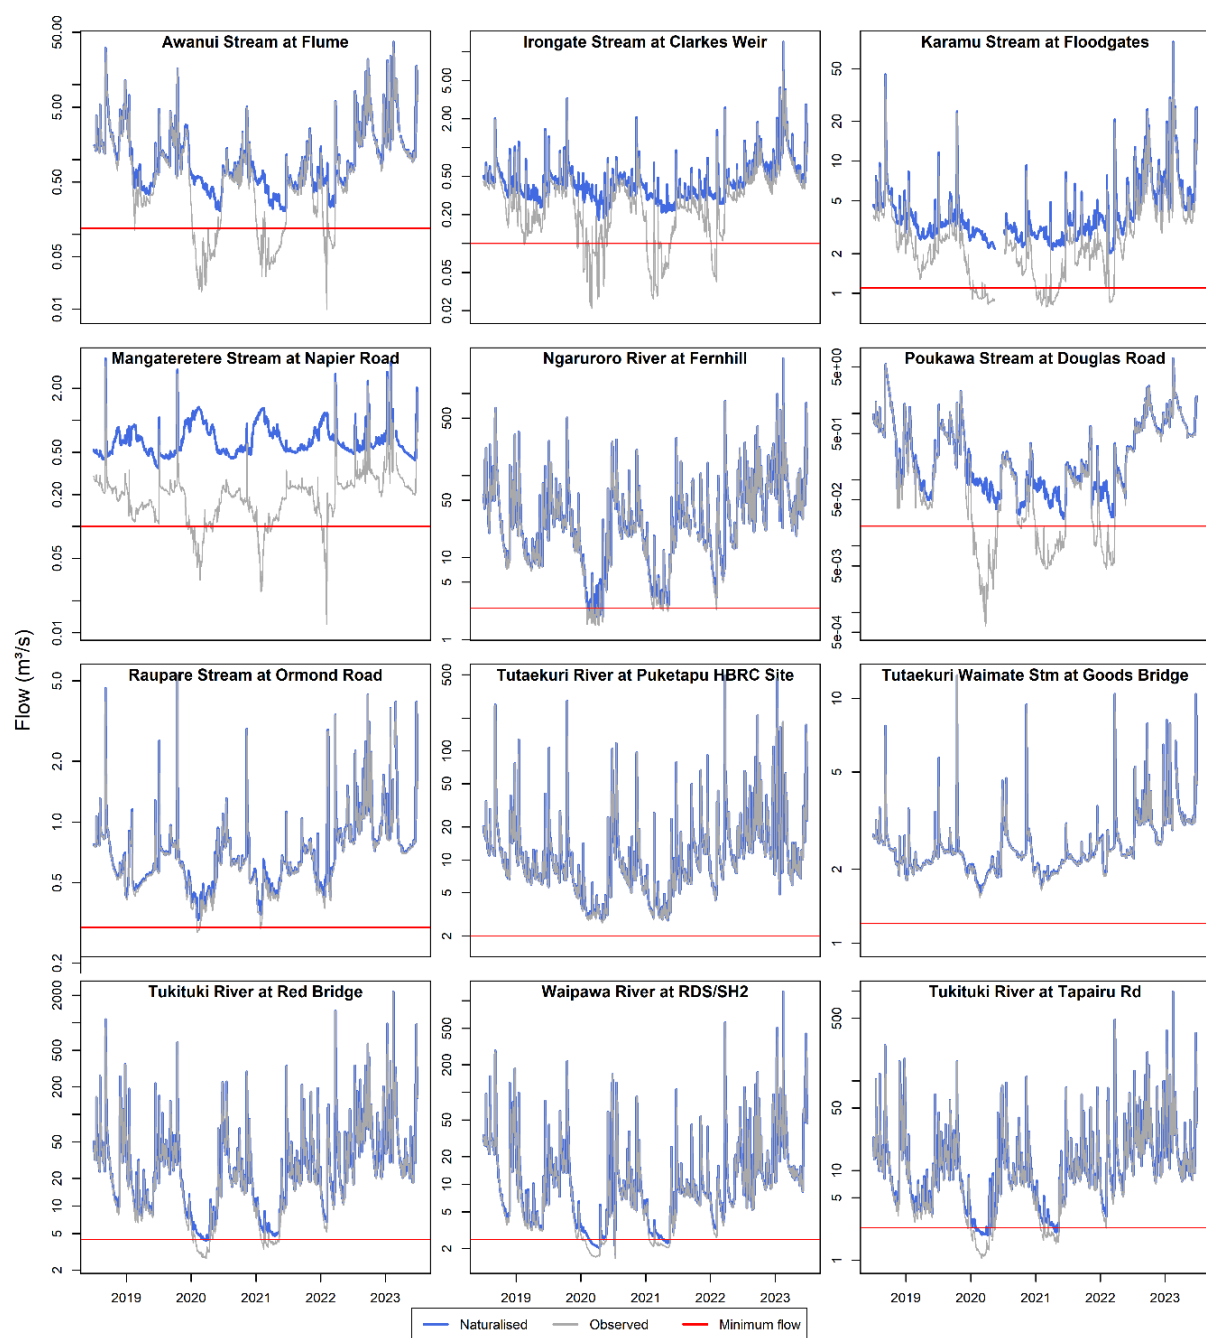 Awanui Stream at Flume
50.00
5.00
0.50
0.05
0.01
Irongate Stream at Clarkes Weir
5.00
2.00
0.50
0.20
0.05
0.02
Karamu Stream at Floodgates
50
20
10
5
2
1
Mangateretere Stream at Napier Road
2.00
0.50
0.20
0.05
0.01
Ngaruroro River at Fernhill
500
50
10
5
1
Poukawa Stream at Douglas Road
5e+00
5e-01
5e-02
5e-03
5e-04
Flow (m³/s)
Raupare Stream at Ormond Road
5.0
2.0
1.0
0.5
0.2
Tutaekuri River at Puketapu HBRC Site
500
100
50
20
10
5
2
Tutaekuri Waimate Stm at Goods Bridge
10
5
2
1
Tukituki River at Red Bridge
2000
500
200
50
20
10
5
2
Waipawa River at RDS/SH2
500
200
50
20
10
5
2
Tukituki River at Tapairu Rd
500
50
10
5
1
2019 2020 2021 2022 2023
2019 2020 2021 2022 2023
2019 2020 2021 2022 2023
Naturalised Observed Minimum flow